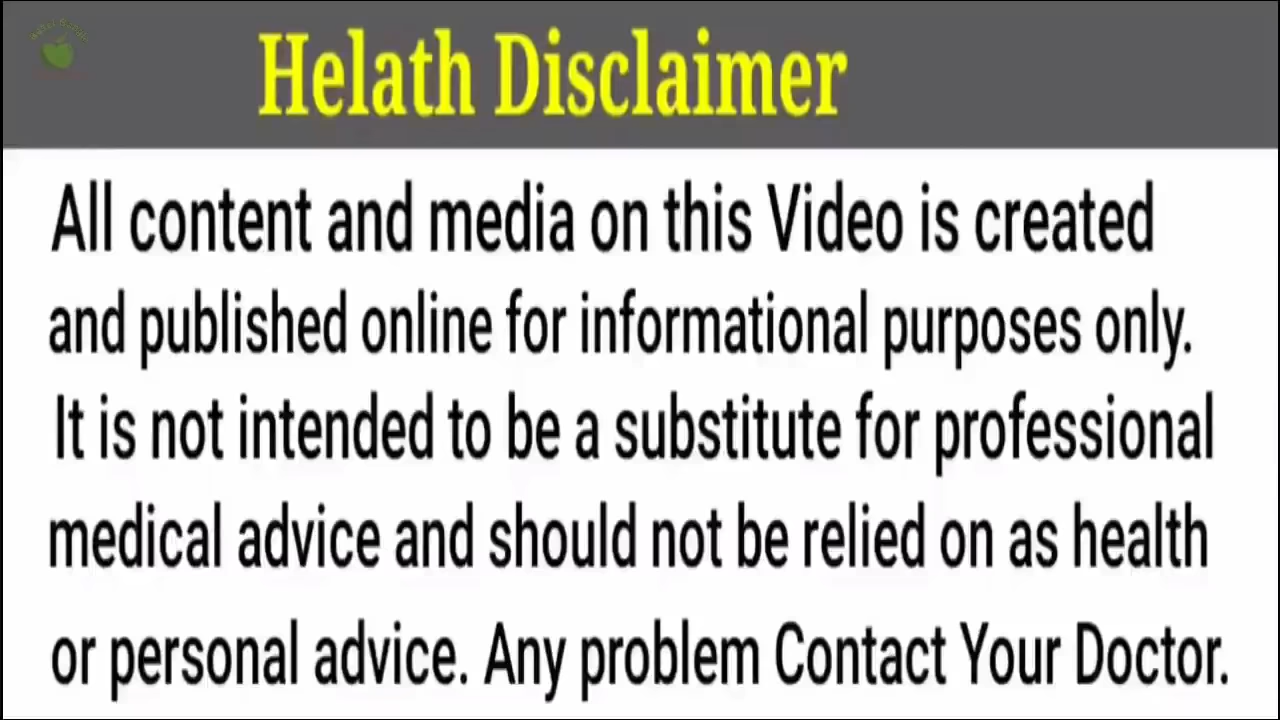 Helath Disclaimer
All content and media on this Video is created
and published online for informational purposes only.
It is not intended to be a substitute for professional
medical advice and should not be relied on as health
or personal advice. Any problem Contact Your Doctor.